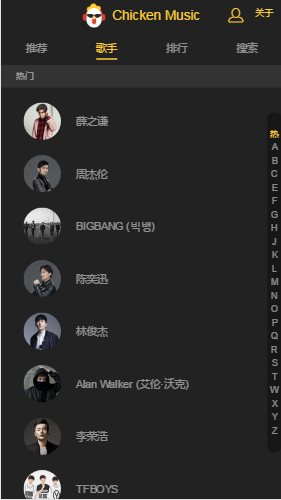 Chicken Music
关于
推荐 歌手 排行 搜索
热门
薛之谦
周杰伦
BIGBANG (빅뱅)
陈奕迅
林俊杰
Alan Walker (艾伦·沃克)
李荣浩
TFBOYS
热
A
B
C
E
F
G
H
J
K
L
M
N
O
P
Q
R
S
T
W
X
Y
Z